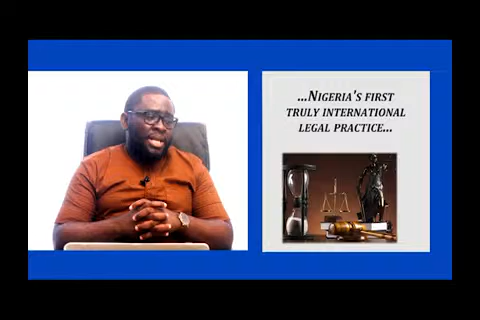 ...NIGERIA'S FIRST
TRULY INTERNATIONAL
LEGAL PRACTICE...